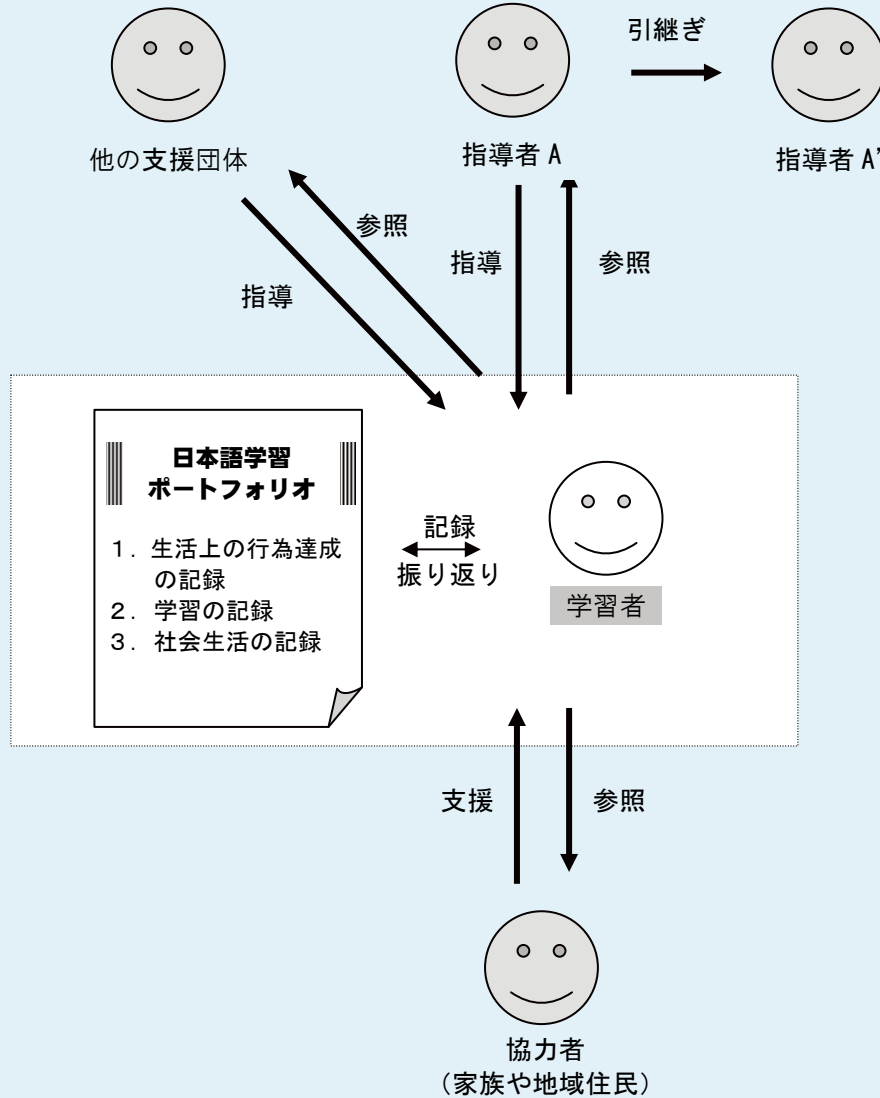 引継ぎ
他の支援団体
指導者 A
指導者 A'
参照
指導
指導
参照
日本語学習
ポートフォリオ
１．生活上の行為達成
の記録
２．学習の記録
３．社会生活の記録
記録
振り返り
学習者
支援
参照
協力者
（家族や地域住民）